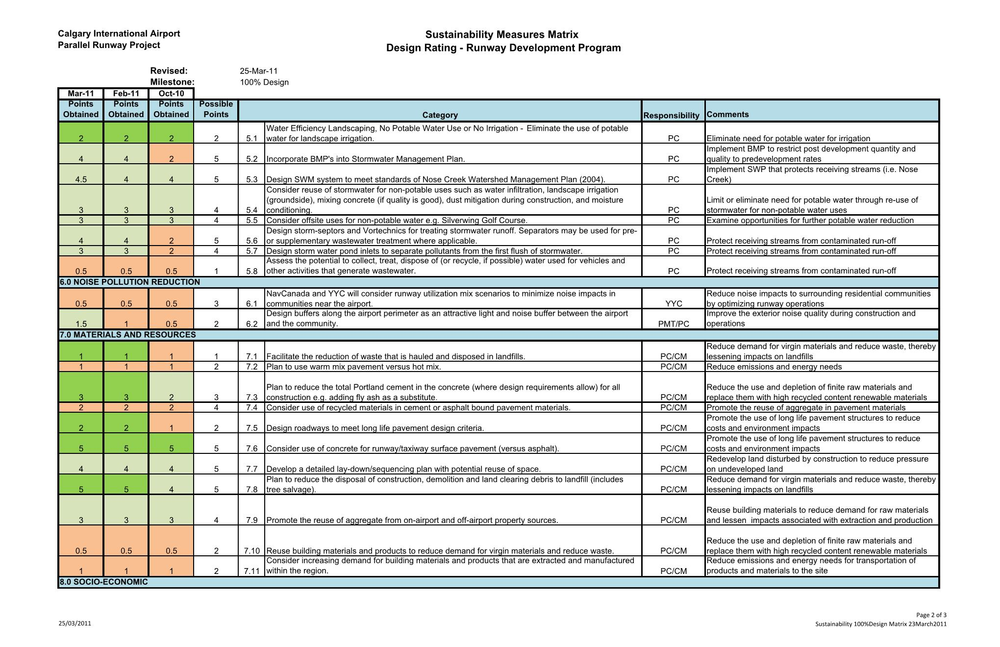 Calgary International Airport
Parallel Runway Project
Sustainability Measures Matrix
Design Rating - Runway Development Program
Revised: 25-Mar-11
Milestone: 100% Design
Mar-11 Feb-11 Oct-10
Points Obtained Points Obtained Points Obtained Possible Points Category Responsibility Comments
2 2 2 2 5.1 Water Efficiency Landscaping, No Potable Water Use or No Irrigation - Eliminate the use of potable
water for landscape irrigation. PC Eliminate need for potable water for irrigation
4 4 2 5 5.2 Incorporate BMP's into Stormwater Management Plan. PC Implement BMP to restrict post development quantity and
quality to predevelopment rates
4.5 4 4 5 5.3 Design SWM system to meet standards of Nose Creek Watershed Management Plan (2004). PC Implement SWP that protects receiving streams (i.e. Nose
Creek)
3 3 3 4 5.4 Consider reuse of stormwater for non-potable uses such as water infiltration, landscape irrigation
(groundside), mixing concrete (if quality is good), dust mitigation during construction, and moisture
conditioning. PC Limit or eliminate need for potable water through re-use of
stormwater for non-potable water uses
3 3 3 4 5.5 Consider offsite uses for non-potable water e.g. Silverwing Golf Course. PC Examine opportunities for further potable water reduction
4 4 2 5 5.6 Design storm-septors and Vortechnics for treating stormwater runoff. Separators may be used for pre-
or supplementary wastewater treatment where applicable. PC Protect receiving streams from contaminated run-off
3 3 2 4 5.7 Design storm water pond inlets to separate pollutants from the first flush of stormwater. PC Protect receiving streams from contaminated run-off
0.5 0.5 0.5 1 5.8 Assess the potential to collect, treat, dispose of (or recycle, if possible) water used for vehicles and
other activities that generate wastewater. PC Protect receiving streams from contaminated run-off
6.0 NOISE POLLUTION REDUCTION
0.5 0.5 0.5 3 6.1 NavCanada and YYC will consider runway utilization mix scenarios to minimize noise impacts in
communities near the airport. YYC Reduce noise impacts to surrounding residential communities
by optimizing runway operations
1.5 1 0.5 2 6.2 Design buffers along the airport perimeter as an attractive light and noise buffer between the airport
and the community. PMT/PC Improve the exterior noise quality during construction and
operations
7.0 MATERIALS AND RESOURCES
1 1 1 1 7.1 Facilitate the reduction of waste that is hauled and disposed in landfills. PC/CM Reduce demand for virgin materials and reduce waste, thereby
lessening impacts on landfills
1 1 1 2 7.2 Plan to use warm mix pavement versus hot mix. PC/CM Reduce emissions and energy needs
3 3 2 3 7.3 Plan to reduce the total Portland cement in the concrete (where design requirements allow) for all
construction e.g. adding fly ash as a substitute. PC/CM Reduce the use and depletion of finite raw materials and
replace them with high recycled content renewable materials
2 2 2 4 7.4 Consider use of recycled materials in cement or asphalt bound pavement materials. PC/CM Promote the reuse of aggregate in pavement materials
2 2 1 2 7.5 Design roadways to meet long life pavement design criteria. PC/CM Promote the use of long life pavement structures to reduce
costs and environment impacts
5 5 5 5 7.6 Consider use of concrete for runway/taxiway surface pavement (versus asphalt). PC/CM Promote the use of long life pavement structures to reduce
costs and environment impacts
4 4 4 5 7.7 Develop a detailed lay-down/sequencing plan with potential reuse of space. PC/CM Redevelop land disturbed by construction to reduce pressure
on undeveloped land
5 5 4 5 7.8 Plan to reduce the disposal of construction, demolition and land clearing debris to landfill (includes
tree salvage). PC/CM Reduce demand for virgin materials and reduce waste, thereby
lessening impacts on landfills
3 3 3 4 7.9 Promote the reuse of aggregate from on-airport and off-airport property sources. PC/CM Reuse building materials to reduce demand for raw materials
and lessen impacts associated with extraction and production
0.5 0.5 0.5 2 7.10 Reuse building materials and products to reduce demand for virgin materials and reduce waste. PC/CM Reduce the use and depletion of finite raw materials and
replace them with high recycled content renewable materials
1 1 1 2 7.11 Consider increasing demand for building materials and products that are extracted and manufactured
within the region. PC/CM Reduce emissions and energy needs for transportation of
products and materials to the site
8.0 SOCIO-ECONOMIC
Page 2 of 3
25/03/2011 Sustainability 100%Design Matrix 23March2011